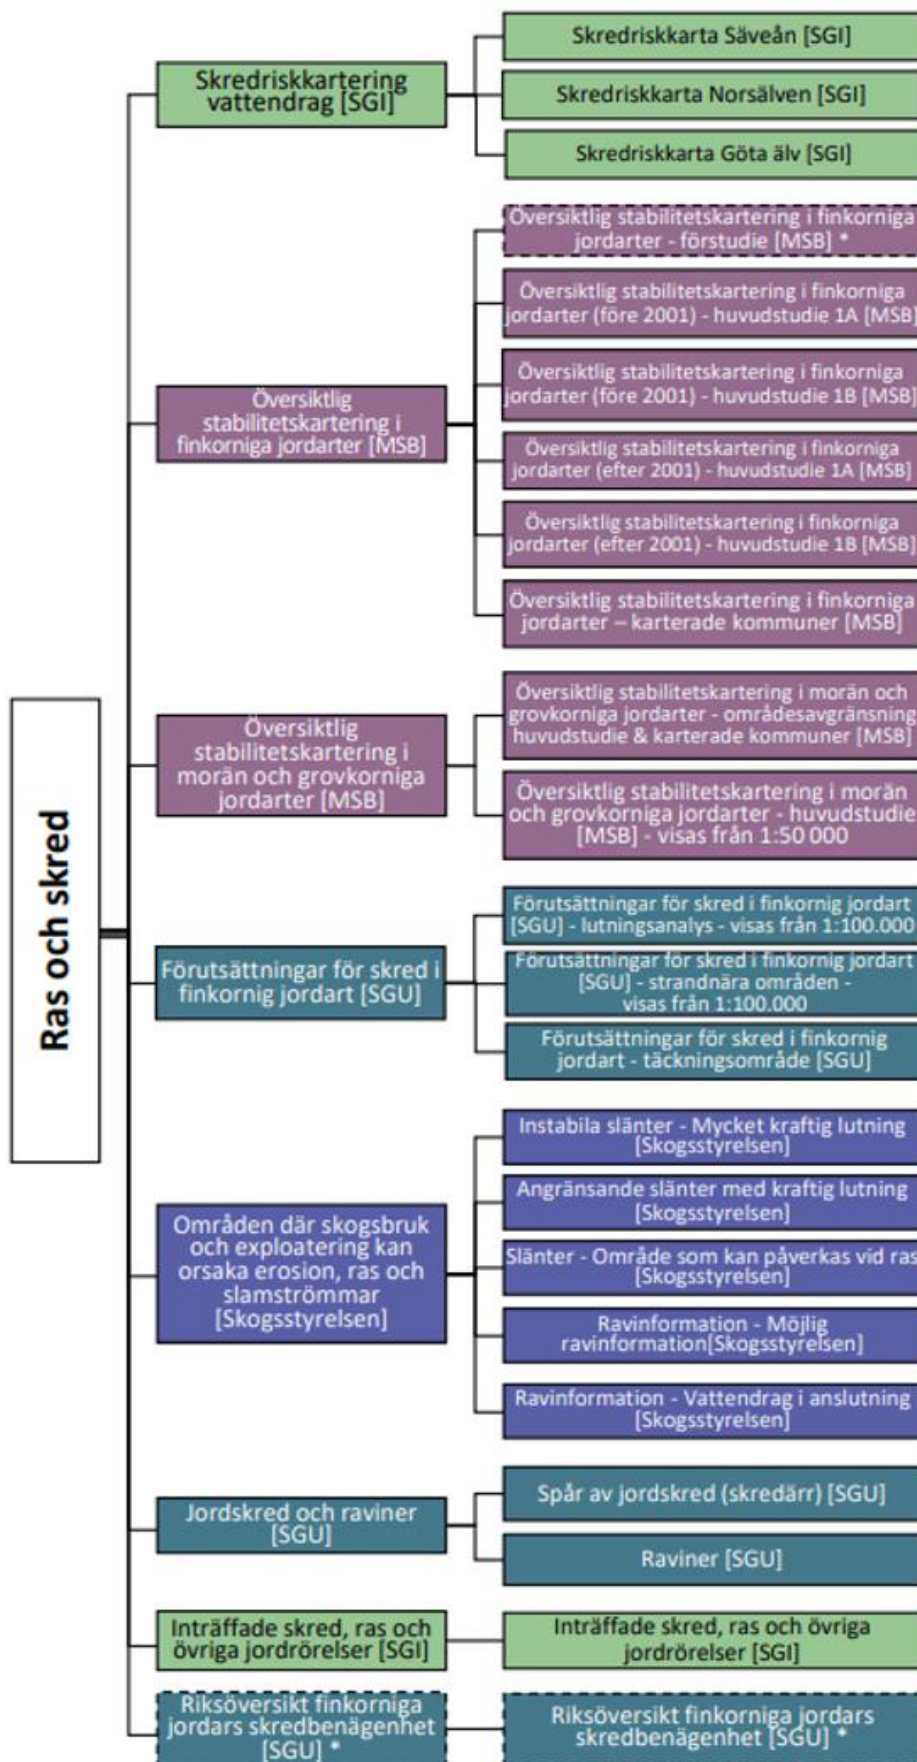 Ras och skred
Skredriskkartering
vattendrag [SGI]
Skredriskkarta Säveån [SGI]
Skredriskkarta Norsälven [SGI]
Skredriskkarta Göta älv [SGI]
Översiktlig
stabilitetskartering i
finkorniga jordarter [MSB]
Översiktlig stabilitetskartering i finkorniga
jordarter - förstudie [MSB] *
Översiktlig stabilitetskartering i finkorniga
jordarter (före 2001) - huvudstudie 1A [MSB]
Översiktlig stabilitetskartering i finkorniga
jordarter (före 2001) - huvudstudie 1B [MSB]
Översiktlig stabilitetskartering i finkorniga
jordarter (efter 2001) - huvudstudie 1A [MSB]
Översiktlig stabilitetskartering i finkorniga
jordarter (efter 2001) - huvudstudie 1B [MSB]
Översiktlig stabilitetskartering i finkorniga
jordarter – karterade kommuner [MSB]
Översiktlig
stabilitetskartering i
morän och grovkorniga
jordarter [MSB]
Översiktlig stabilitetskartering i morän och
grovkorniga jordarter - områdesavgränsning
huvudstudie & karterade kommuner [MSB]
Översiktlig stabilitetskartering i morän
och grovkorniga jordarter - huvudstudie
[MSB] - visas från 1:50 000
Förutsättningar för skred i
finkornig jordart [SGU]
Förutsättningar för skred i finkornig jordart
[SGU] - lutningsanalys - visas från 1:100.000
Förutsättningar för skred i finkornig jordart
[SGU] - strandnära områden -
visas från 1:100.000
Förutsättningar för skred i finkornig
jordart - täckningsområde [SGU]
Områden där skogsbruk
och exploatering kan
orsaka erosion, ras och
slamströmmar
[Skogsstyrelsen]
Instabila slänter - Mycket kraftig lutning
[Skogsstyrelsen]
Angränsande slänter med kraftig lutning
[Skogsstyrelsen]
Slänter - Område som kan påverkas vid ras
[Skogsstyrelsen]
Ravinformation - Möjlig
ravinformation[Skogsstyrelsen]
Ravinformation - Vattendrag i anslutning
[Skogsstyrelsen]
Jordskred och raviner
[SGU]
Spår av jordskred (skredärr) [SGU]
Raviner [SGU]
Inträffade skred, ras och
övriga jordrörelser [SGI]
Inträffade skred, ras och övriga
jordrörelser [SGI]
Riksöversikt finkorniga
jordars skredbenägenhet
[SGU] *
Riksöversikt finkorniga jordars
skredbenägenhet [SGU] *